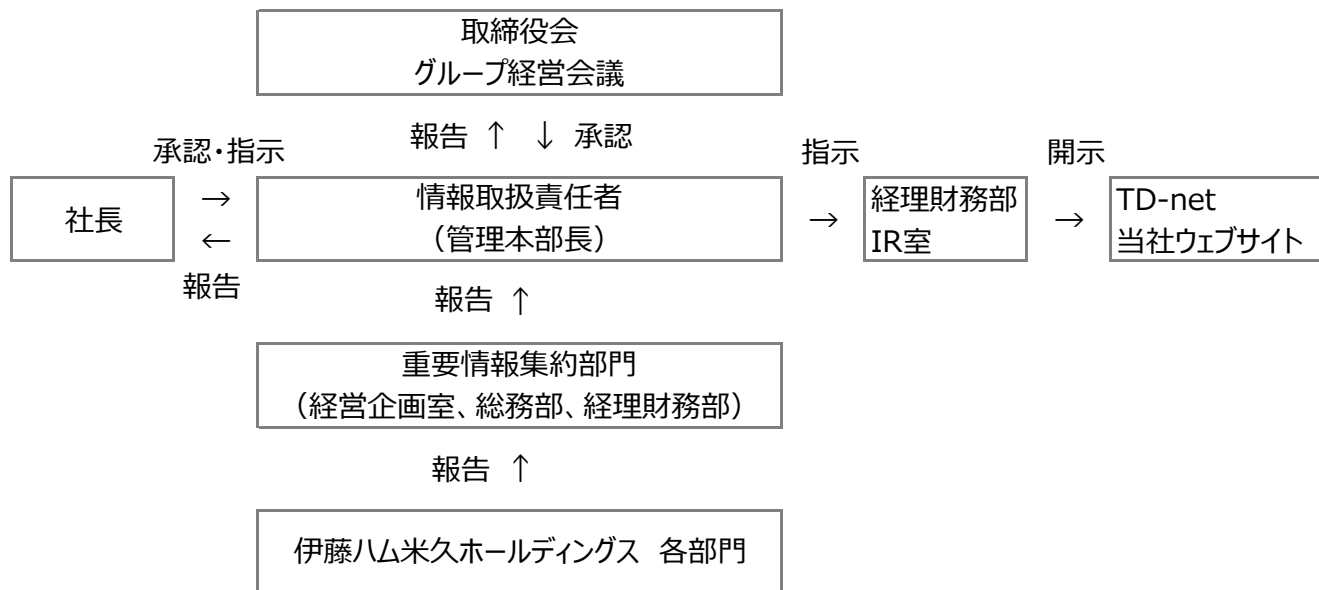 取締役会
グループ経営会議
報告 ↑ ↓ 承認
承認・指示
指示
開示
社長
→
←
報告
情報取扱責任者
（管理本部長）
→
経理財務部
IR室
→
TD-net
当社ウェブサイト
報告 ↑
重要情報集約部門
（経営企画室、総務部、経理財務部）
報告 ↑
伊藤ハム米久ホールディングス 各部門